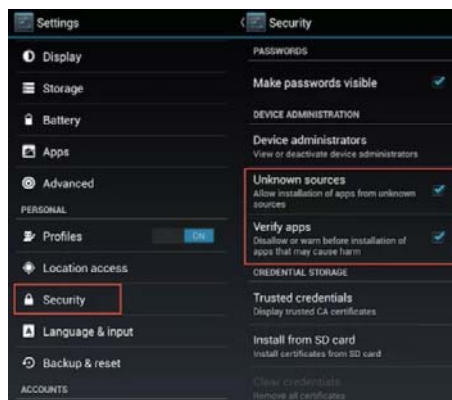 Settings
Display
Storage
Battery
Apps
Advanced
PERSONAL
Profiles
ON
Location access
Security
Language & input
Backup & reset
ACCOUNTS
Security
PASSWORDS
Make passwords visible
DEVICE ADMINISTRATION
Device administrators
View or deactivate device administrators
Unknown sources
Allow installation of apps from unknown
sources
Verify apps
Disallow or warn before installation of
apps that may cause harm
CREDENTIAL STORAGE
Trusted credentials
Display trusted CA certificates
Install from SD card
Install certificates from SD card
Clear credentials
Remove all certificates